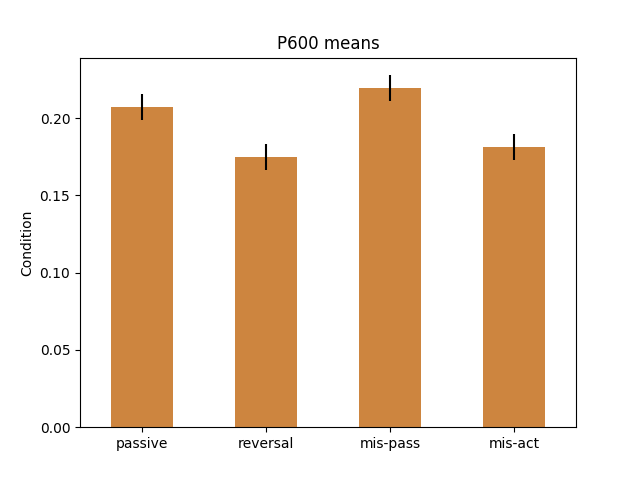 P600 means
Condition
0.20
0.15
0.10
0.05
0.00
passive
reversal
mis-pass
mis-act